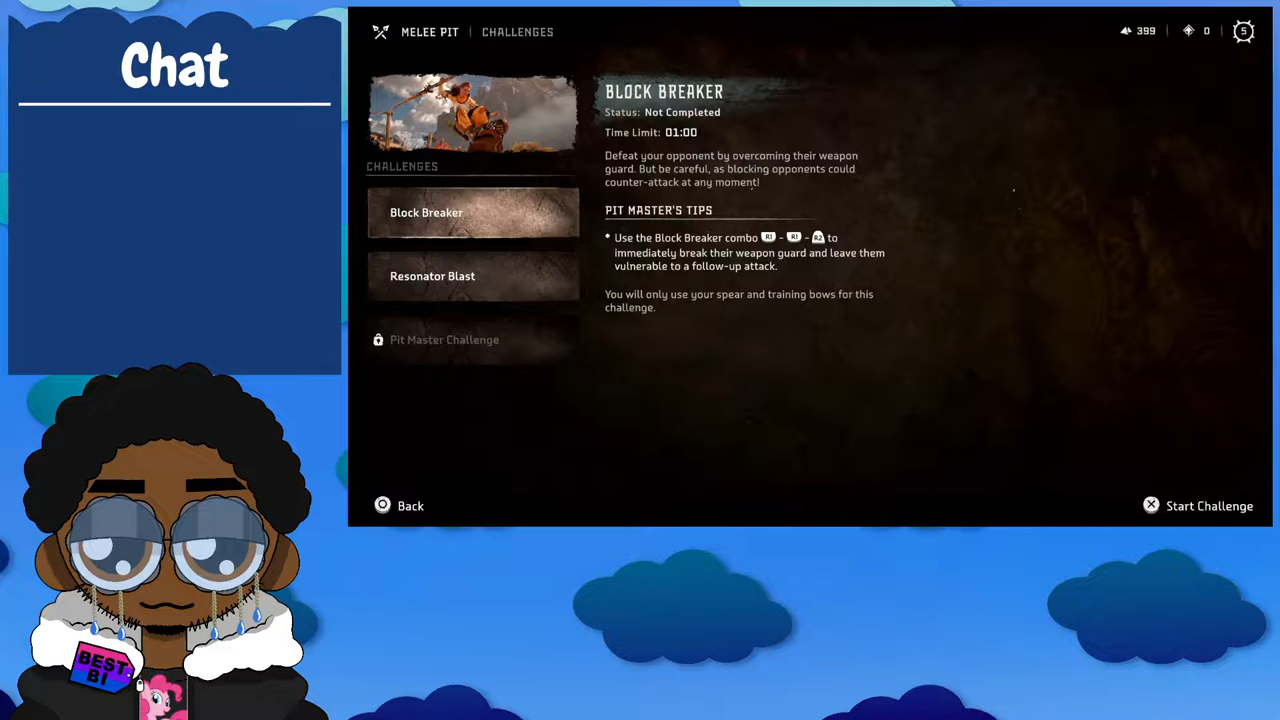 Chat
MELEE PIT | CHALLENGES
399 | 0 | 5
BLOCK BREAKER
Status: Not Completed
Time Limit: 01:00
Defeat your opponent by overcoming their weapon
guard. But be careful, as blocking opponents could
counter-attack at any moment!
PIT MASTER'S TIPS
Use the Block Breaker combo R1 - R1 - R2 to
immediately break their weapon guard and leave them
vulnerable to a follow-up attack.
You will only use your spear and training bows for this
challenge.
CHALLENGES
Block Breaker
Resonator Blast
Pit Master Challenge
Back
Start Challenge
BEST.
BI